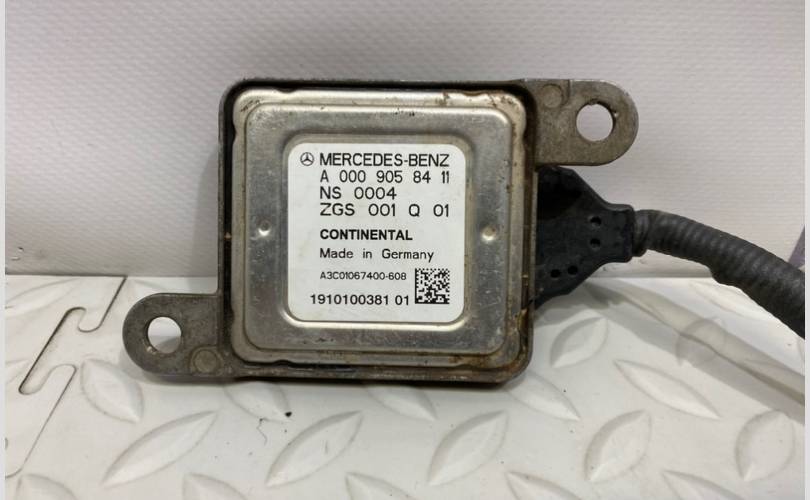 MERCEDES-BENZ
A 000 905 84 11
NS 0004
ZGS 001 Q 01
CONTINENTAL
Made in Germany
A3C01067400-608
1910100381 01